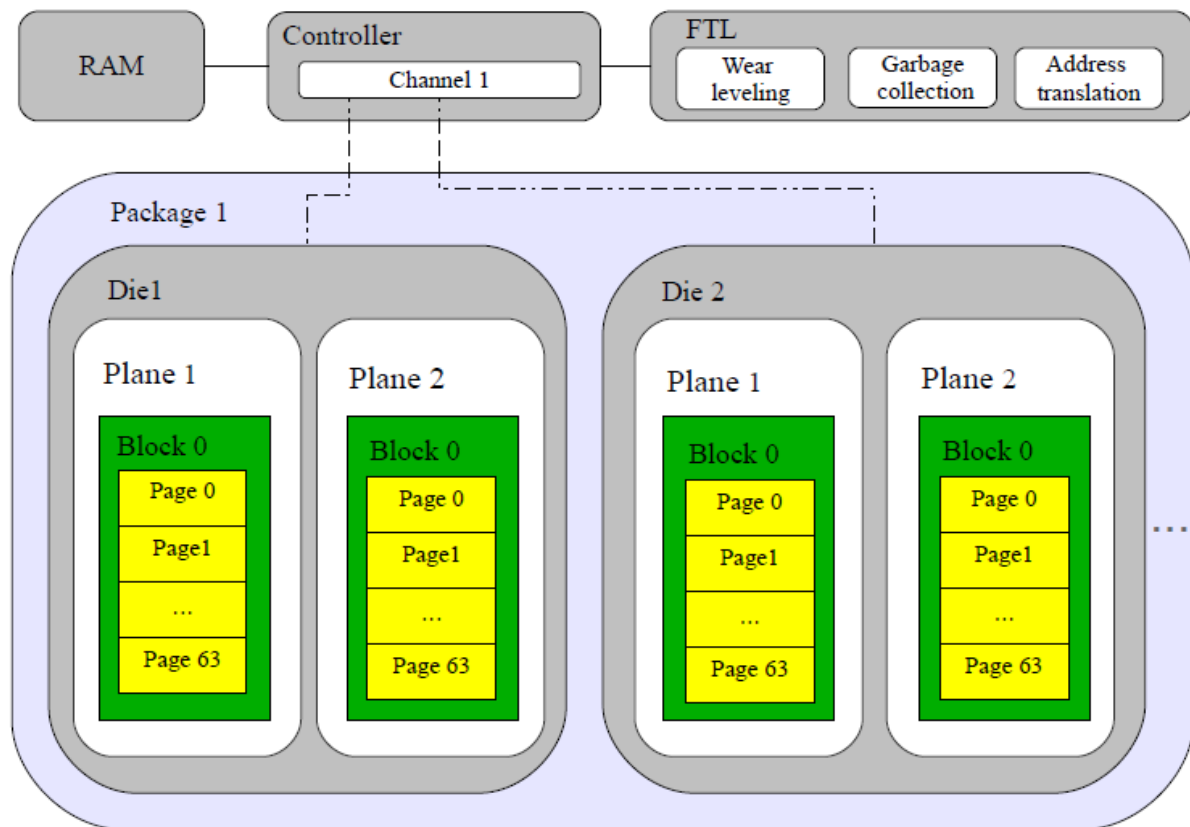 RAM
Controller
Channel 1
FTL
Wear
leveling
Garbage
collection
Address
translation
Package 1
Die1
Plane 1
Block 0
Page 0
Page1
...
Page 63
Plane 2
Block 0
Page 0
Page1
...
Page 63
Die 2
Plane 1
Block 0
Page 0
Page1
...
Page 63
Plane 2
Block 0
Page 0
Page1
...
Page 63
...